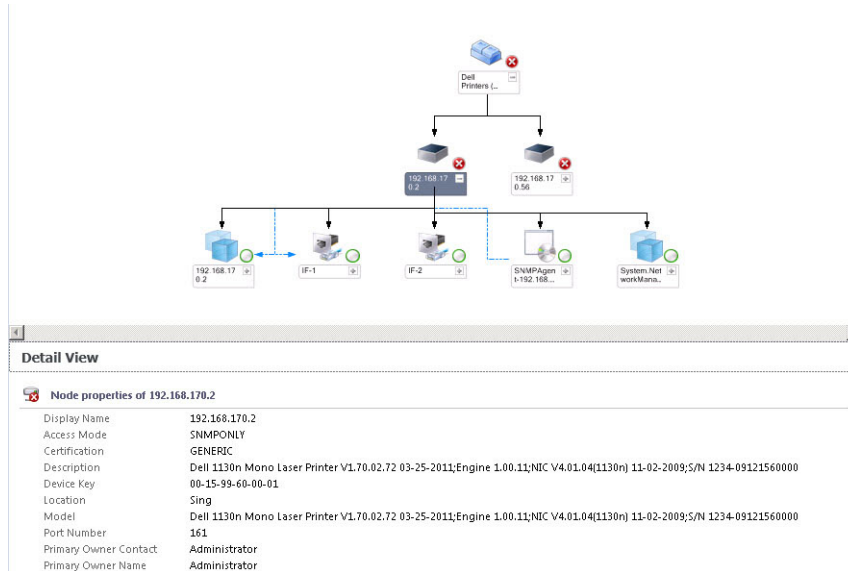 Dell
Printers (...
192.168.17
0.2
192.168.17
0.56
192.168.17
0.2
IF-1
IF-2
SNMPAgen
t-192.168...
System.Net
workMana...
Detail View
Node properties of 192.168.170.2
Display Name 192.168.170.2
Access Mode SNMPONLY
Certification GENERIC
Description Dell 1130n Mono Laser Printer V1.70.02.72 03-25-2011;Engine 1.00.11;NIC V4.01.04(1130n) 11-02-2009;S/N 1234-09121560000
Device Key 00-15-99-60-00-01
Location Sing
Model Dell 1130n Mono Laser Printer V1.70.02.72 03-25-2011;Engine 1.00.11;NIC V4.01.04(1130n) 11-02-2009;S/N 1234-09121560000
Port Number 161
Primary Owner Contact Administrator
Primary Owner Name Administrator